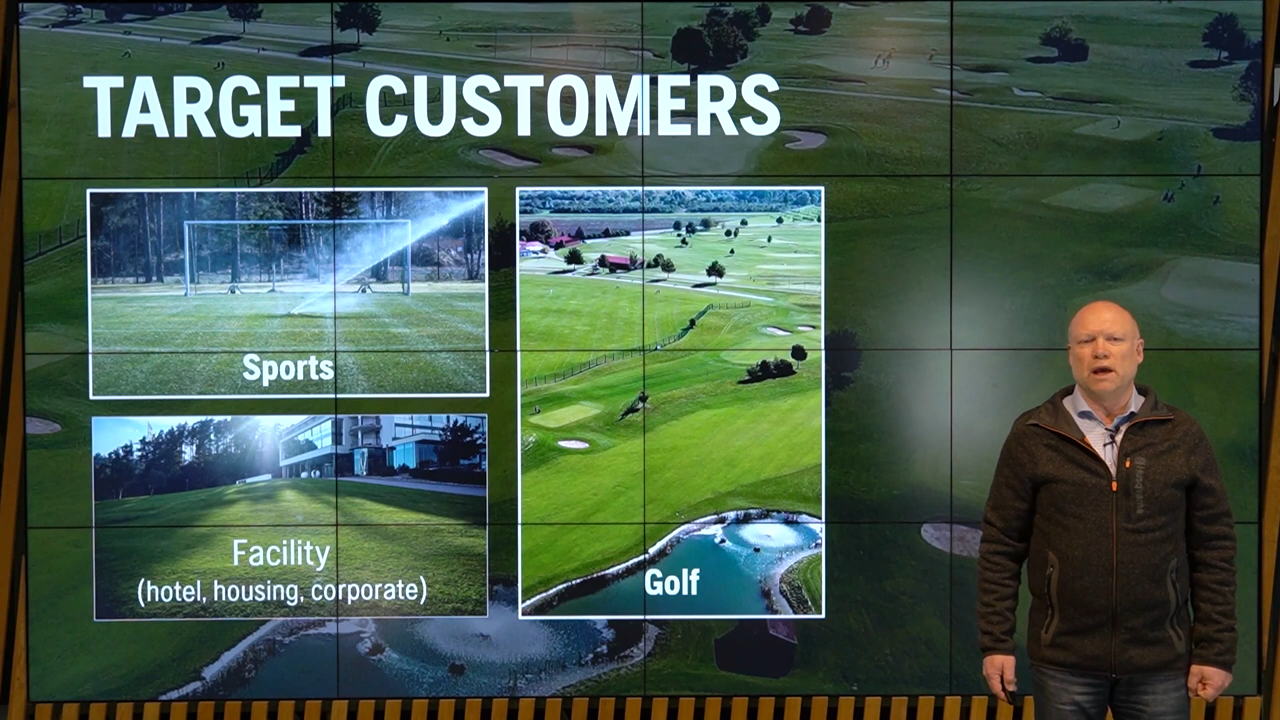 TARGET CUSTOMERS
Sports
Facility
(hotel, housing, corporate)
Golf